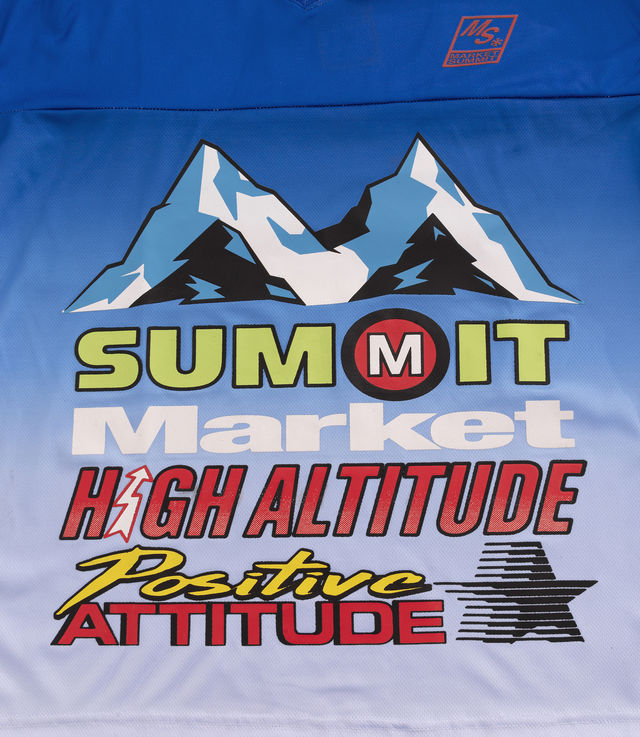 MS*
MARKET
SUMMIT
SUMMIT
Market
HIGH ALTITUDE
Positive
ATTITUDE